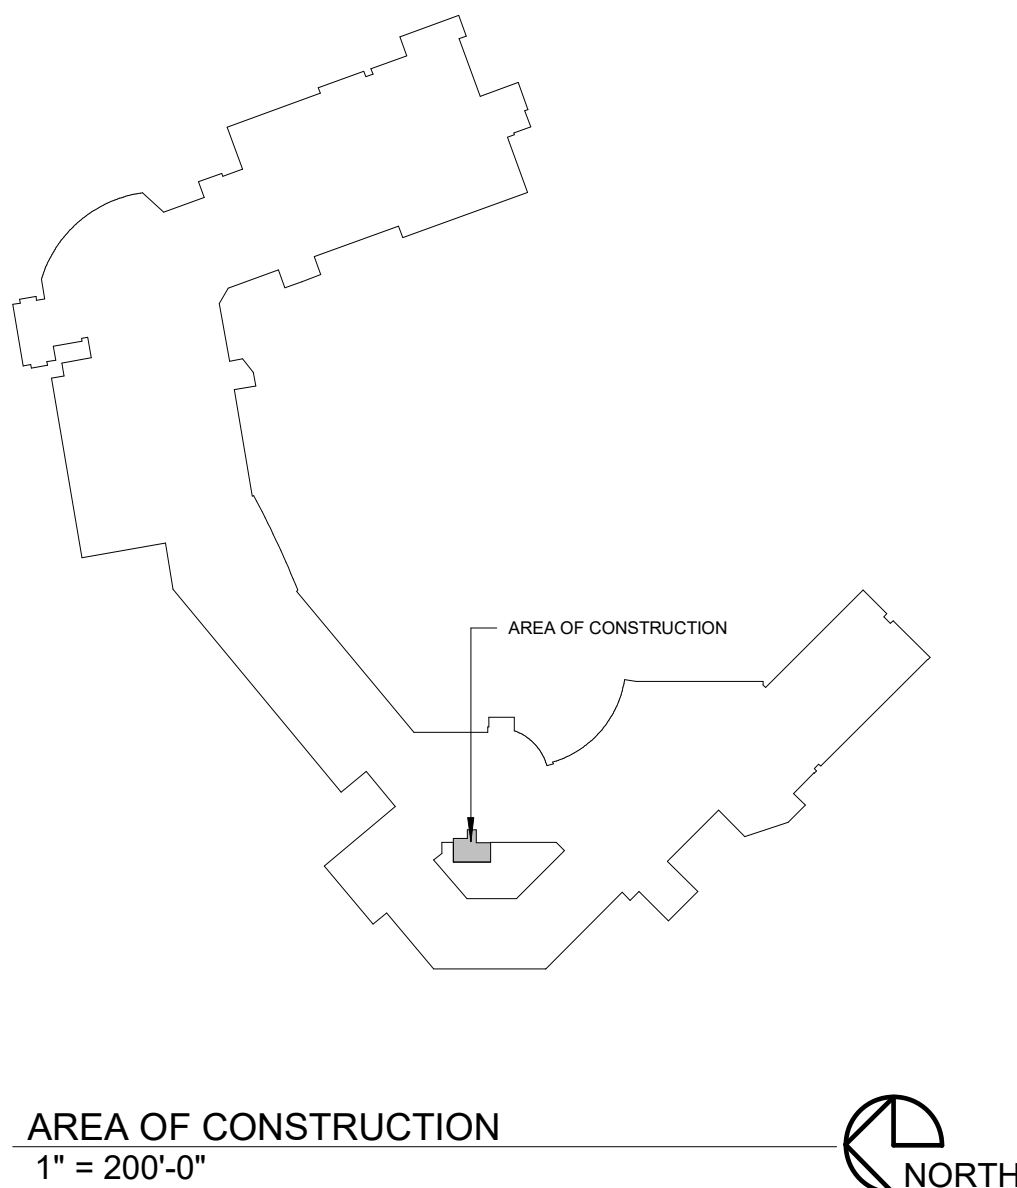 AREA OF CONSTRUCTION
AREA OF CONSTRUCTION
1" = 200'-0"
NORTH